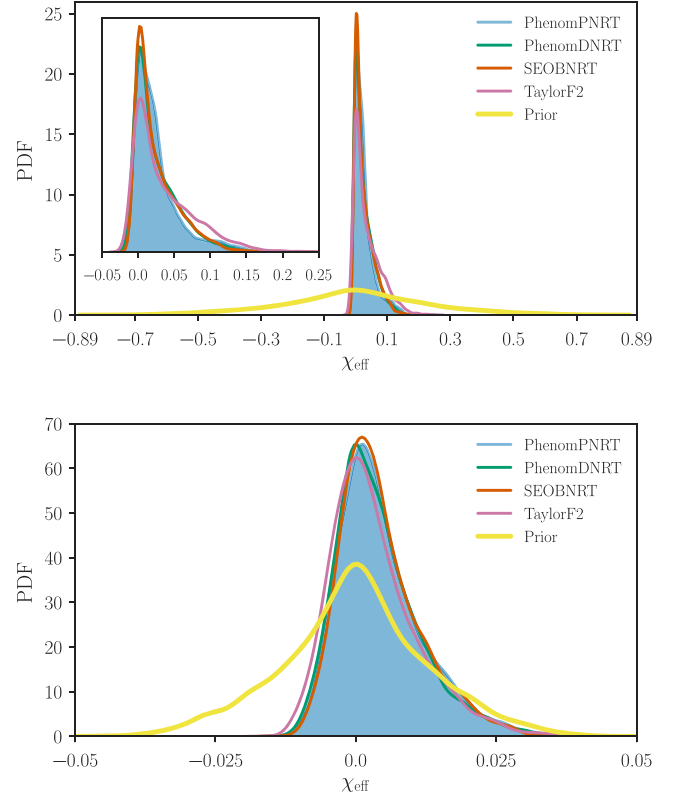 25
20
15
10
5
0
PDF
−0.05 0.0 0.05 0.1 0.15 0.2 0.25
PhenomPNRT
PhenomDNRT
SEOBNRT
TaylorF2
Prior
−0.89 −0.7 −0.5 −0.3 −0.1 0.1 0.3 0.5 0.7 0.89
χeff
70
60
50
40
30
20
10
0
PDF
PhenomPNRT
PhenomDNRT
SEOBNRT
TaylorF2
Prior
−0.05 −0.025 0.0 0.025 0.05
χeff